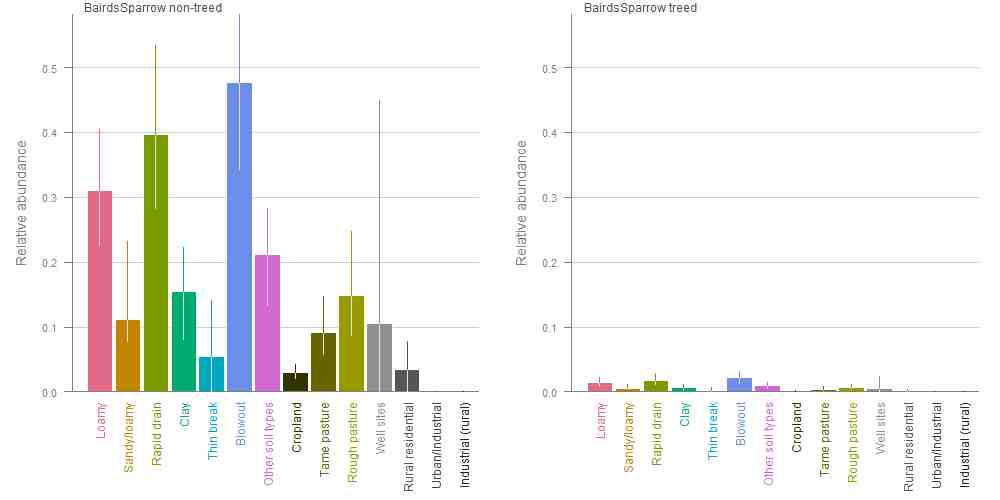 BairdsSparrow non-treed
BairdsSparrow treed
Relative abundance
0.5
0.4
0.3
0.2
0.1
0.0
Loamy
Sandy/loamy
Rapid drain
Clay
Thin break
Blowout
Other soil types
Cropland
Tame pasture
Rough pasture
Well sites
Rural residential
Urban/Industrial
Industrial (rural)
Relative abundance
0.5
0.4
0.3
0.2
0.1
0.0
Loamy
Sandy/loamy
Rapid drain
Clay
Thin break
Blowout
Other soil types
Cropland
Tame pasture
Rough pasture
Well sites
Rural residential
Urban/Industrial
Industrial (rural)